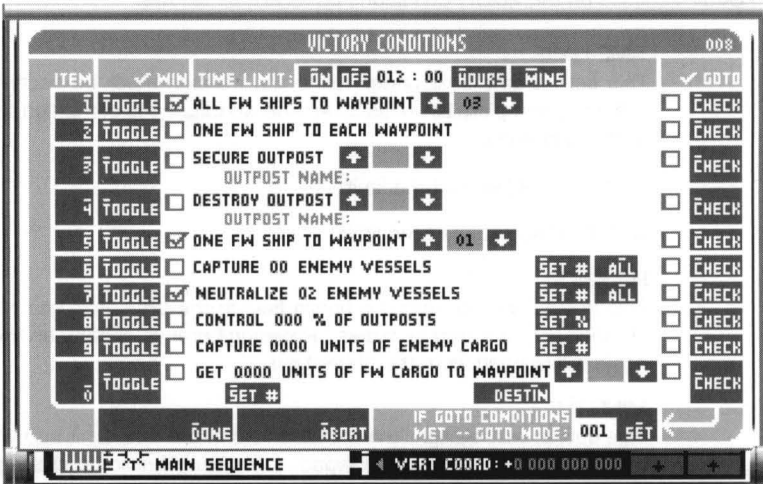 VICTORY CONDITIONS 008
ITEM WIN TIME LIMIT: ON OFF 012 : 00 HOURS MINS GOTO
1 TOGGLE ALL FW SHIPS TO WAYPOINT 03 CHECK
2 TOGGLE ONE FW SHIP TO EACH WAYPOINT CHECK
3 TOGGLE SECURE OUTPOST CHECK
OUTPOST NAME:
4 TOGGLE DESTROY OUTPOST CHECK
OUTPOST NAME:
5 TOGGLE ONE FW SHIP TO WAYPOINT 01 CHECK
6 TOGGLE CAPTURE 00 ENEMY VESSELS SET # ALL CHECK
7 TOGGLE NEUTRALIZE 02 ENEMY VESSELS SET # ALL CHECK
8 TOGGLE CONTROL 000 % OF OUTPOSTS SET % CHECK
9 TOGGLE CAPTURE 0000 UNITS OF ENEMY CARGO SET # CHECK
0 TOGGLE GET 0000 UNITS OF FW CARGO TO WAYPOINT CHECK
SET # DESTIN
DONE ABORT IF GOTO CONDITIONS
MET -- GOTO NODE: 001 SET
MAIN SEQUENCE VERT COORD: +0 000 000 000